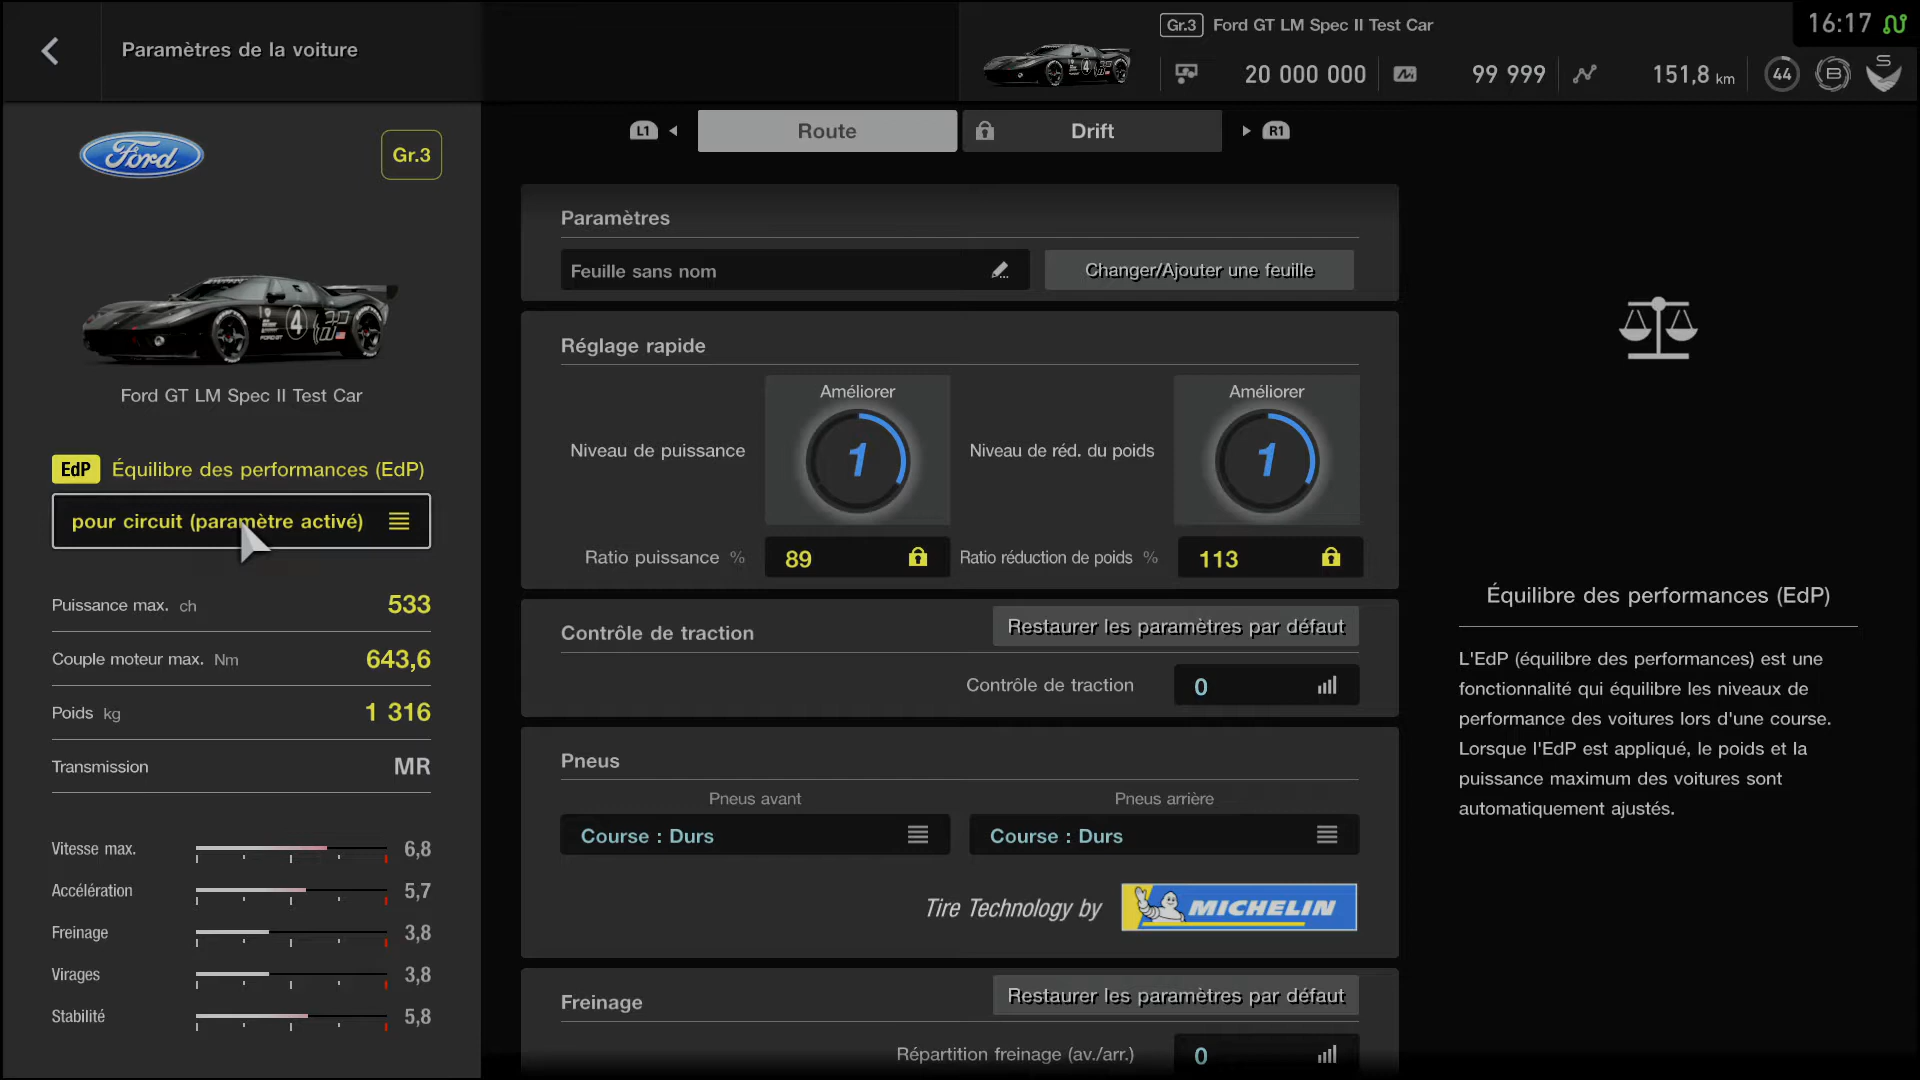 Paramètres de la voiture
Gr.3 Ford GT LM Spec II Test Car
16:17
20 000 000
99 999
151,8 km
44
B
S
L1
Route
Drift
R1
Ford
Gr.3
Ford GT LM Spec II Test Car
EdP Équilibre des performances (EdP)
pour circuit (paramètre activé)
Puissance max. ch 533
Couple moteur max. Nm 643,6
Poids kg 1 316
Transmission MR
Vitesse max. 6,8
Accélération 5,7
Freinage 3,8
Virages 3,8
Stabilité 5,8
Paramètres
Feuille sans nom
Changer/Ajouter une feuille
Réglage rapide
Niveau de puissance
Améliorer
1
Niveau de réd. du poids
Améliorer
1
Ratio puissance % 89
Ratio réduction de poids % 113
Contrôle de traction
Restaurer les paramètres par défaut
Contrôle de traction 0
Pneus
Pneus avant
Pneus arrière
Course : Durs
Course : Durs
Tire Technology by
MICHELIN
Freinage
Restaurer les paramètres par défaut
Répartition freinage (av./arr.) 0
Équilibre des performances (EdP)
L'EdP (équilibre des performances) est une
fonctionnalité qui équilibre les niveaux de
performance des voitures lors d'une course.
Lorsque l'EdP est appliqué, le poids et la
puissance maximum des voitures sont
automatiquement ajustés.